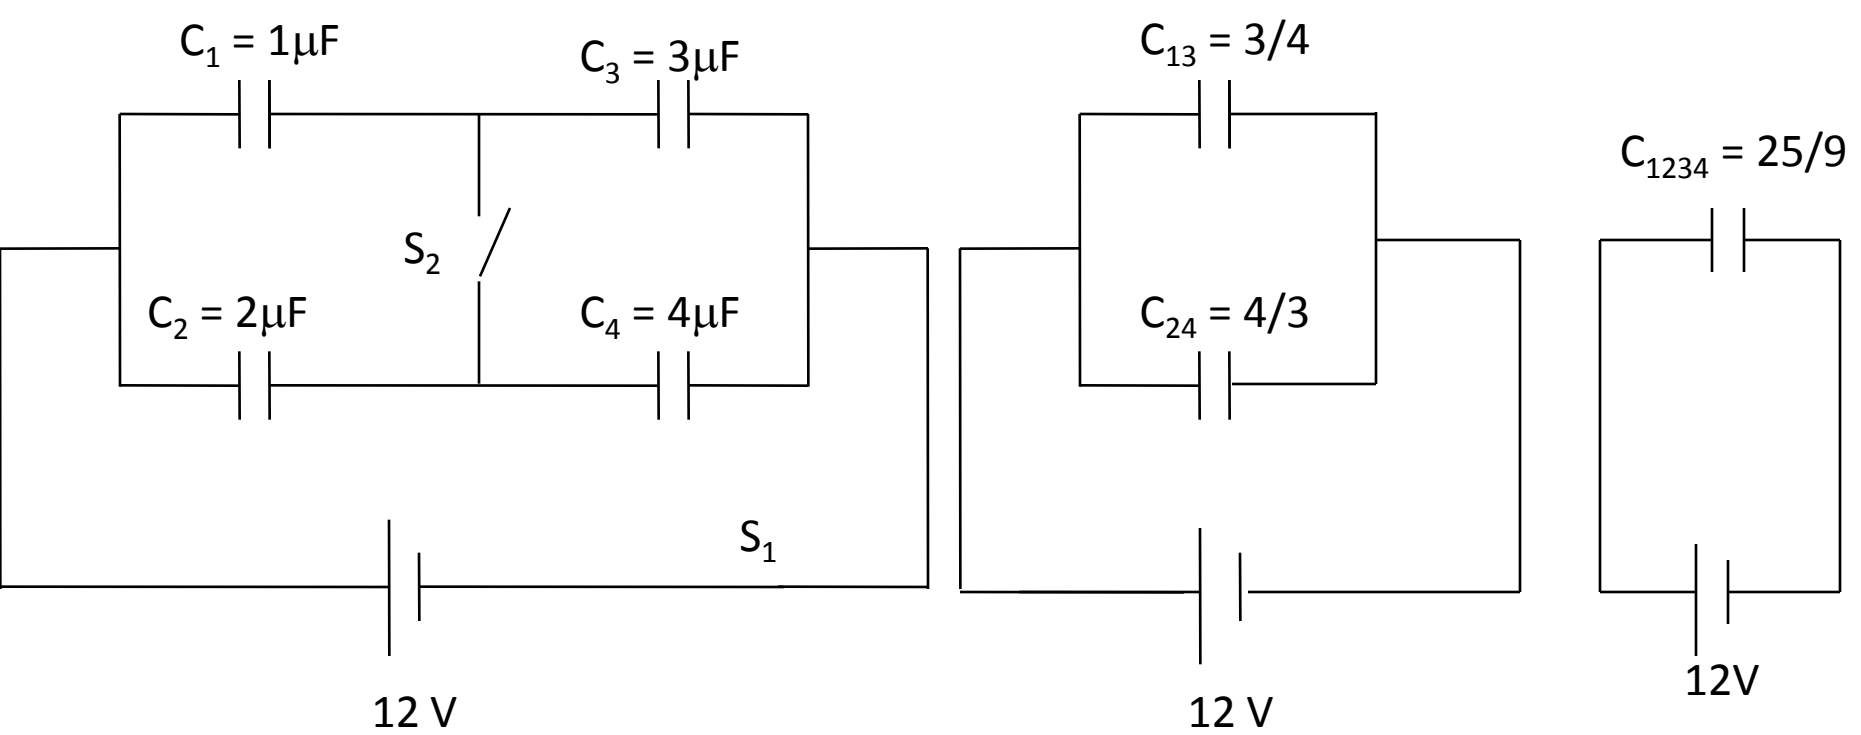 C₁ = 1μF
C₃ = 3μF
S₂
C₂ = 2μF
C₄ = 4μF
S₁
12 V
C₁₃ = 3/4
C₂₄ = 4/3
12 V
C₁₂₃₄ = 25/9
12V